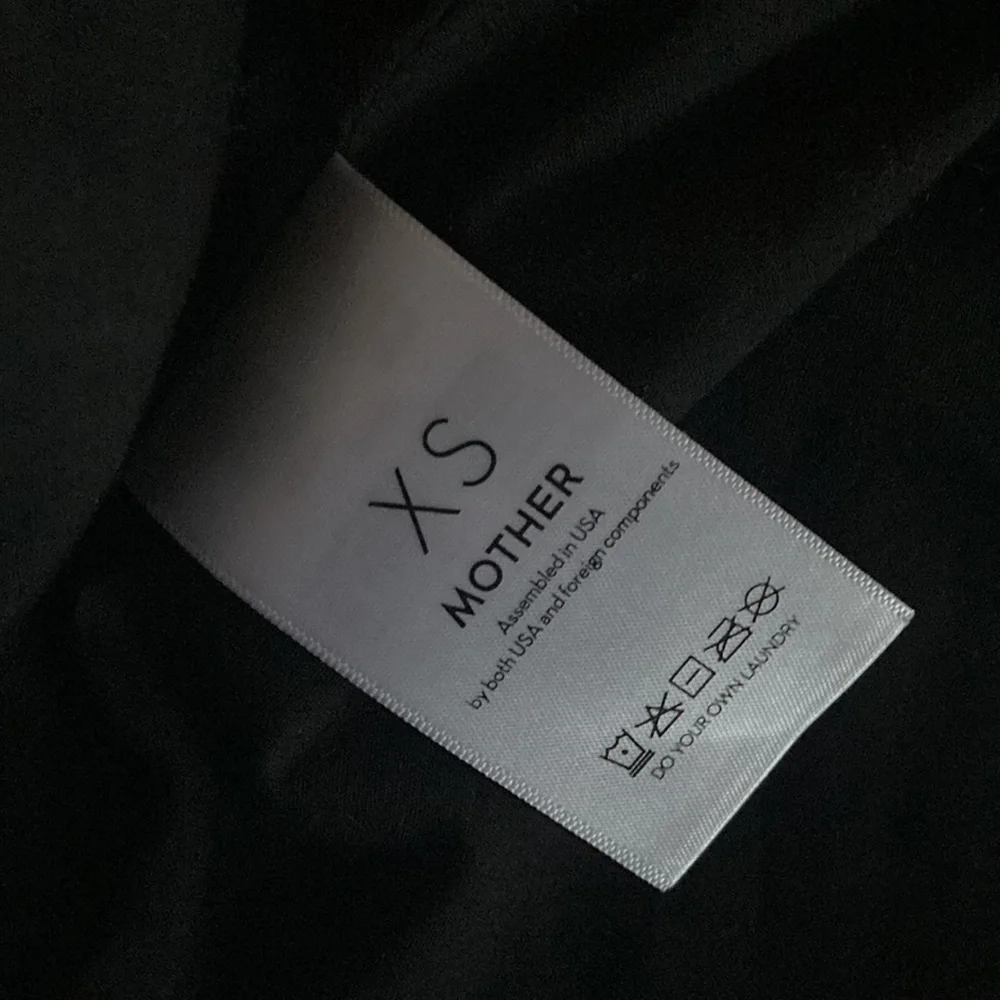 XS
MOTHER
Assembled in USA
by both USA and foreign components
DO YOUR OWN LAUNDRY